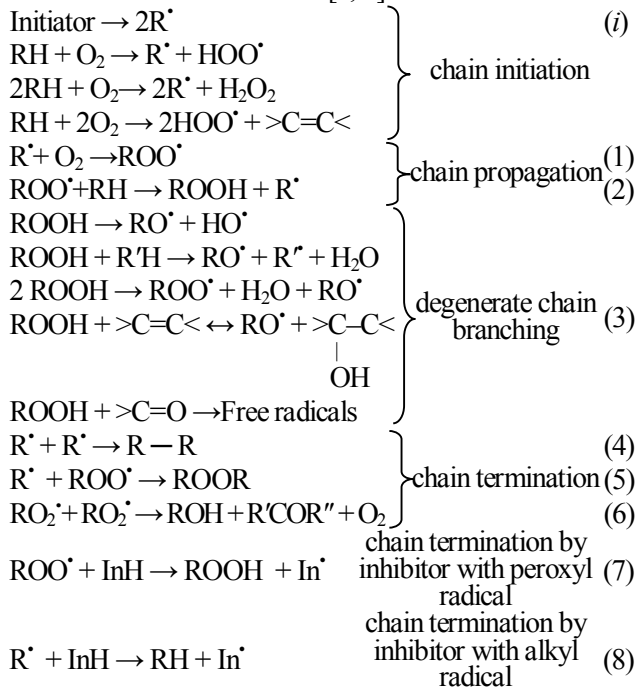 Initiator → 2R• (i)
RH + O₂ → R• + HOO•
2RH + O₂→ 2R• + H₂O₂ chain initiation
RH + 2O₂ → 2HOO• + >C=C<
R•+ O₂ →ROO• (1)
chain propagation
ROO•+RH → ROOH + R• (2)
ROOH → RO• + HO•
ROOH + R′H → RO• + R′• + H₂O
2 ROOH → ROO• + H₂O + RO•
degenerate chain branching (3)
ROOH + >C=C< ↔ RO• + >C–C<
|
OH
ROOH + >C=O →Free radicals
R• + R• → R — R (4)
R• + ROO• → ROOR chain termination (5)
RO₂•+ RO₂• → ROH + R′COR″ + O₂ (6)
chain termination by
ROO• + InH → ROOH + In• inhibitor with peroxyl (7)
radical
chain termination by
R• + InH → RH + In• inhibitor with alkyl (8)
radical